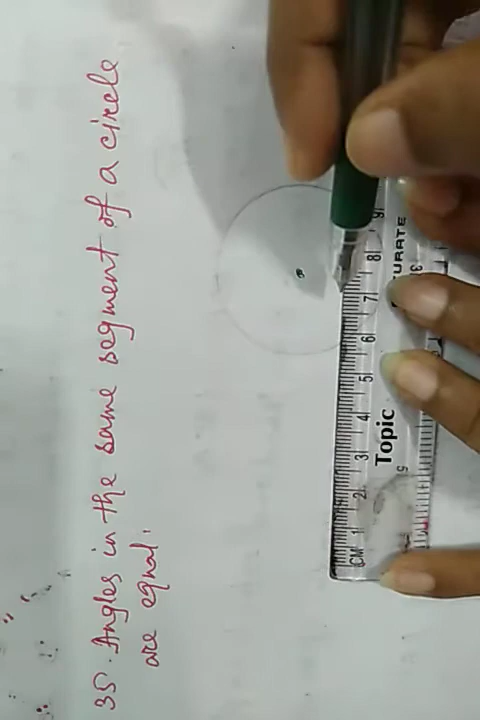 35. Angles in the same segment of a circle
are equal.
CM 1 2 3 4 5 6 7 8 9
Topic
URATE